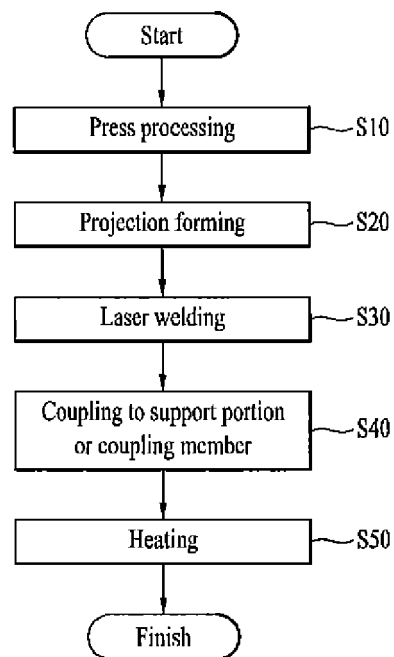 Start
Press processing
S10
Projection forming
S20
Laser welding
S30
Coupling to support portion
or coupling member
S40
Heating
S50
Finish